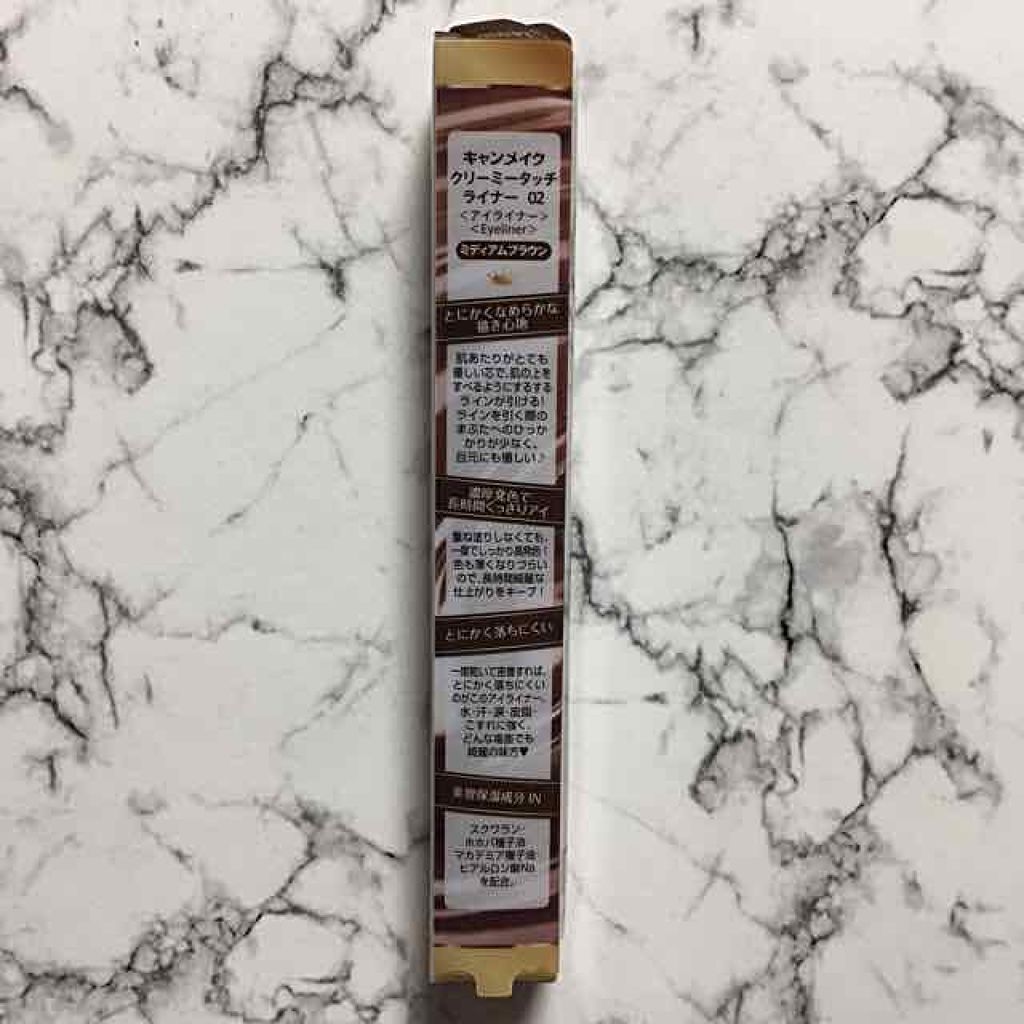 キャンメイク
クリーミータッチ
ライナー 02
＜アイライナー＞
＜Eyeliner＞
ミディアムブラウン
とにかくなめらかな
描き心地
肌あたりがとても
優しい芯で、肌の上を
すべるようにするする
ラインが引ける!
ラインを引く際の
まぶたへのひっか
かりが少なく、
目元にも優しい♪
濃厚発色で
長時間くっきりアイ
重ね塗りしなくても、
一度でしっかり高発色!
色も薄くなりづらい
ので、長時間綺麗な
仕上がりをキープ!
とにかく落ちにくい
一度乾いて密着すれば、
とにかく落ちにくい
のがこのアイライナー。
水・汗・涙・皮脂・
こすれに強く、
どんな場面でも
綺麗の味方♥
美容保湿成分 IN
スクワラン・
ホホバ種子油・
マカデミア種子油・
ヒアルロン酸Na
を配合。